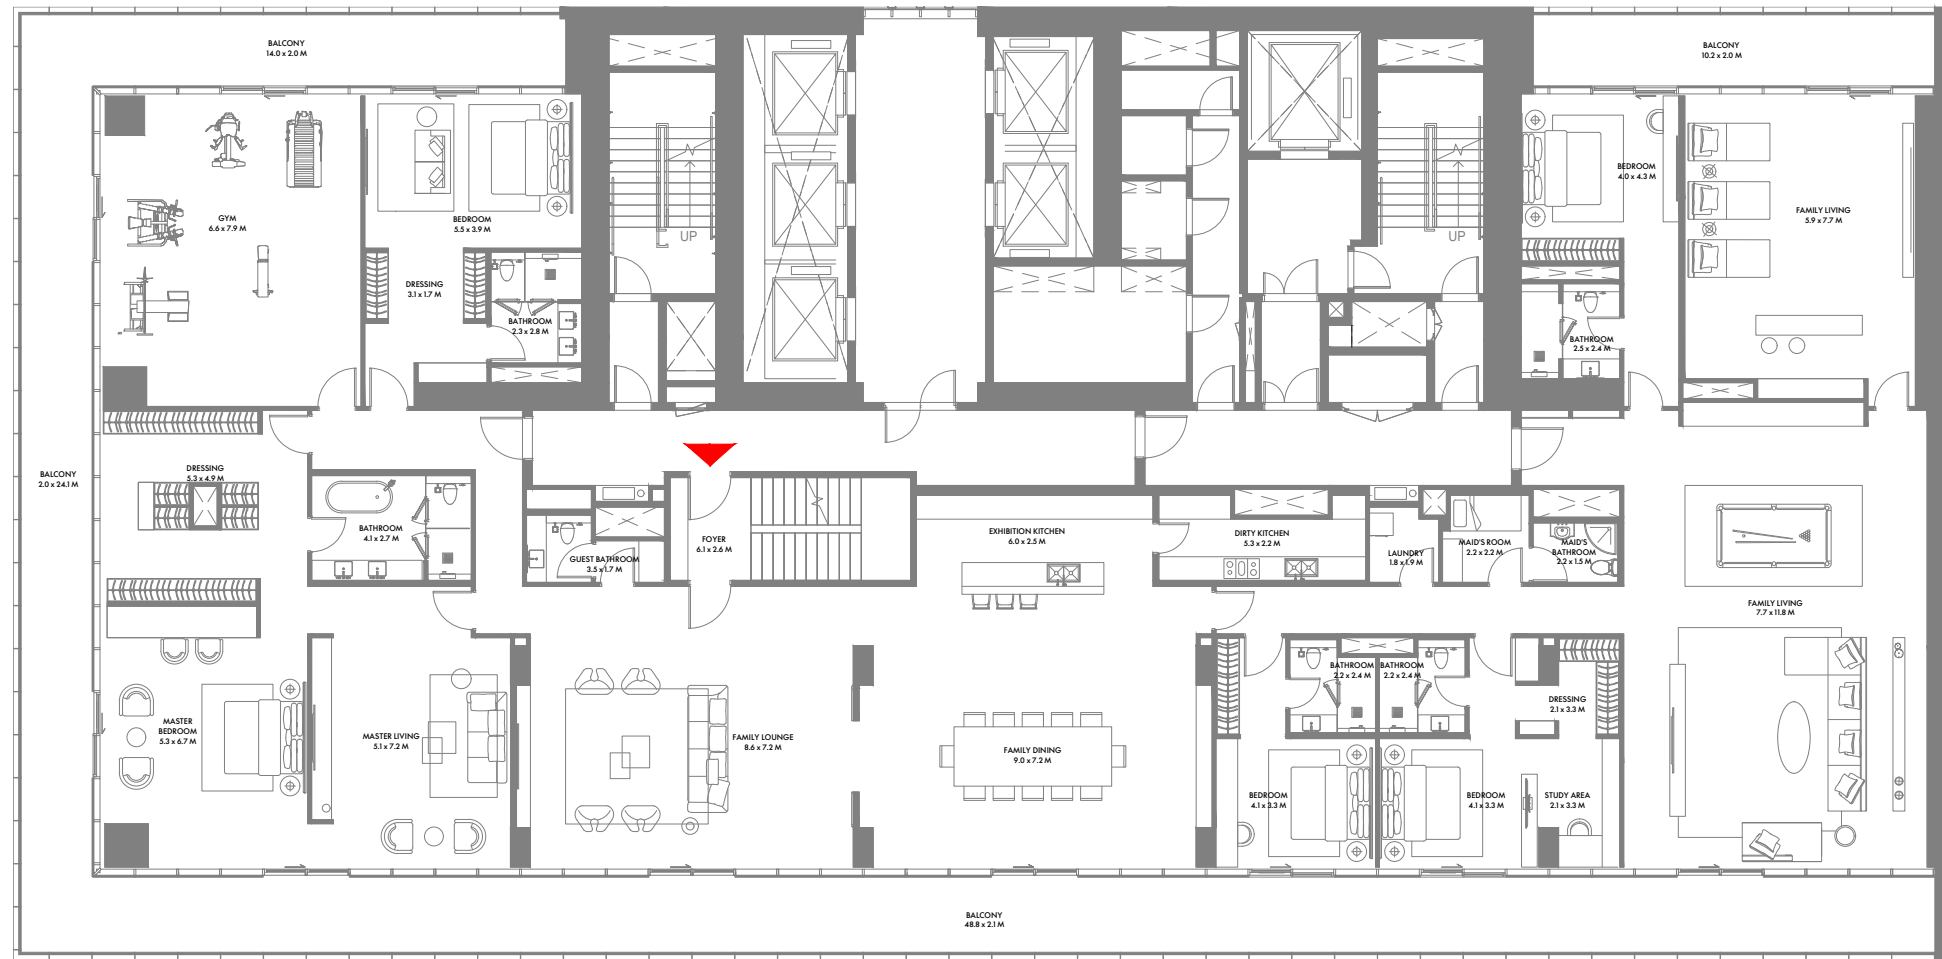 BALCONY
14.0 x 2.0 M
BALCONY
10.2 x 2.0 M
GYM
6.6 x 7.9 M
BEDROOM
5.5 x 3.9 M
UP
UP
BEDROOM
4.0 x 4.3 M
FAMILY LIVING
5.9 x 7.7 M
DRESSING
3.1 x 1.7 M
BATHROOM
2.3 x 2.8 M
BATHROOM
2.5 x 2.4 M
BALCONY
2.0 x 24.1 M
DRESSING
5.3 x 4.9 M
BATHROOM
4.1 x 2.7 M
GUEST BATHROOM
3.5 x 1.7 M
FOYER
6.1 x 2.6 M
EXHIBITION KITCHEN
6.0 x 2.5 M
DIRTY KITCHEN
5.3 x 2.2 M
LAUNDRY
1.8 x 1.9 M
MAID'S ROOM
2.2 x 2.2 M
MAID'S
BATHROOM
2.2 x 1.5 M
FAMILY LIVING
7.7 x 11.8 M
MASTER
BEDROOM
5.3 x 6.7 M
MASTER LIVING
5.1 x 7.2 M
FAMILY LOUNGE
8.6 x 7.2 M
FAMILY DINING
9.0 x 7.2 M
BATHROOM
2.2 x 2.4 M
BATHROOM
2.2 x 2.4 M
DRESSING
2.1 x 3.3 M
BEDROOM
4.1 x 3.3 M
BEDROOM
4.1 x 3.3 M
STUDY AREA
2.1 x 3.3 M
BALCONY
48.8 x 2.1 M